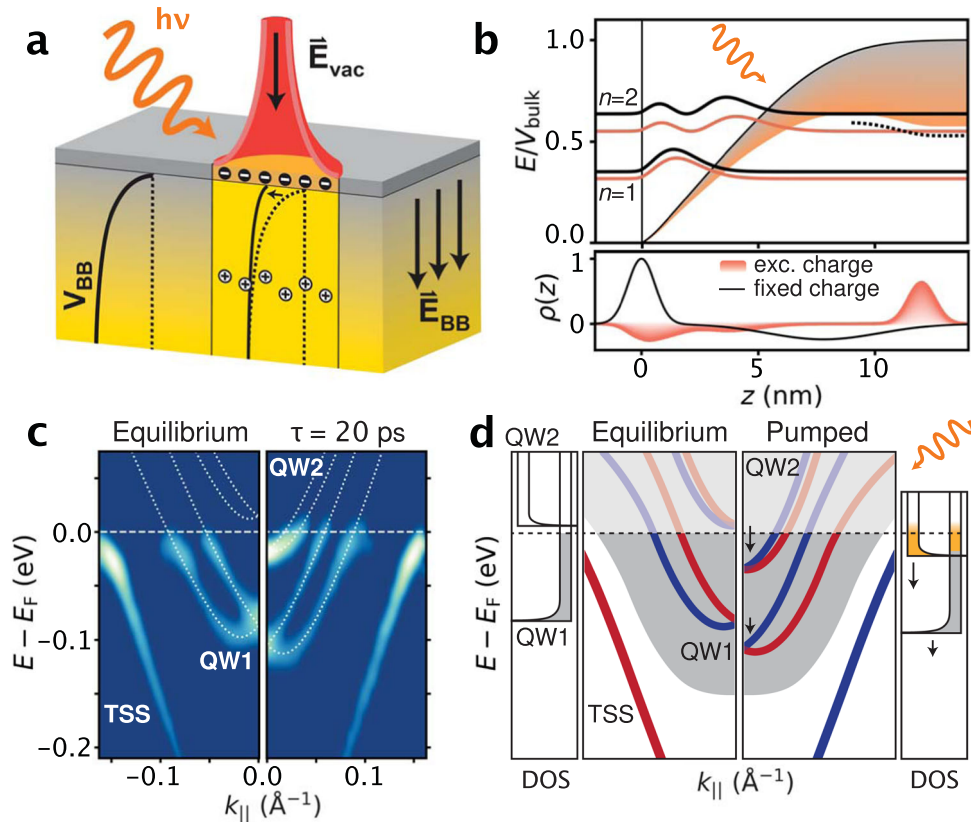 a
hν
E⃗vac
VBB
E⃗BB
b
E/Vbulk
1.0
0.5
0.0
n=2
n=1
ρ(z)
1
0
exc. charge
fixed charge
0
5
10
z (nm)
c
Equilibrium
τ = 20 ps
QW2
E − EF (eV)
0.0
−0.1
−0.2
QW1
TSS
−0.1
0.0
0.1
k|| (Å⁻¹)
d
QW2
Equilibrium
Pumped
QW2
E − EF (eV)
QW1
QW1
TSS
DOS
k|| (Å⁻¹)
DOS